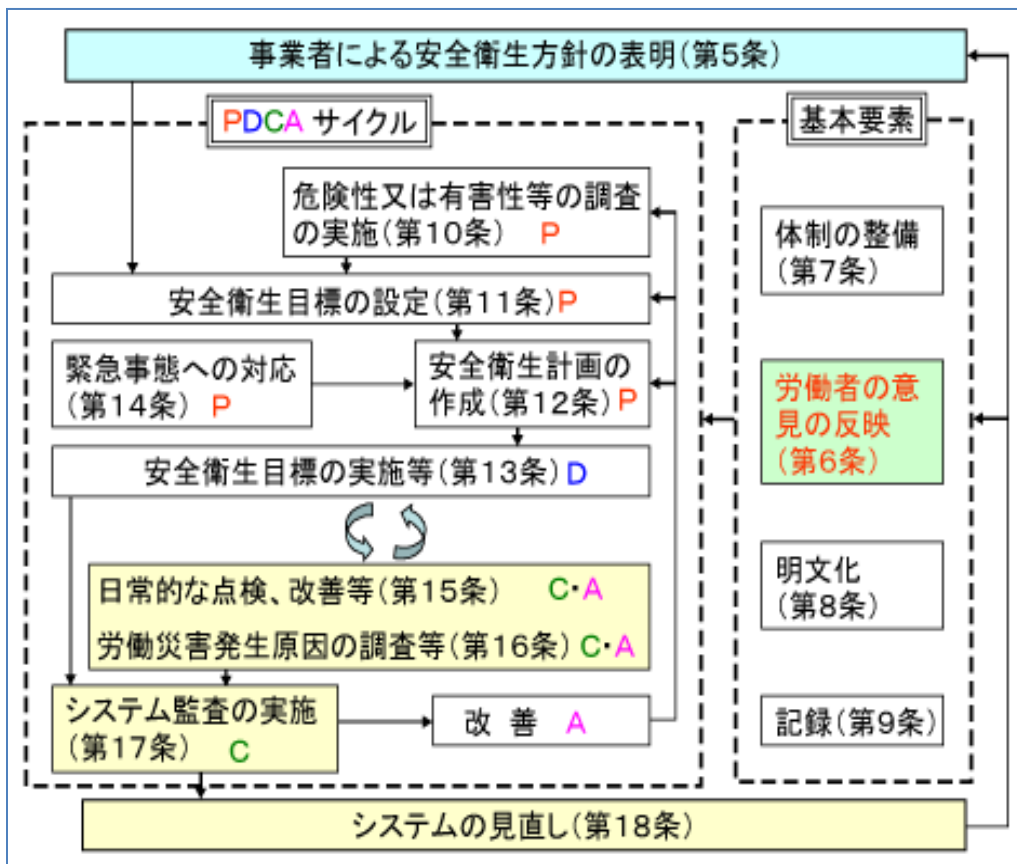 事業者による安全衛生方針の表明(第5条)
PDCA サイクル
基本要素
危険性又は有害性等の調査
の実施(第10条) P
安全衛生目標の設定(第11条)P
緊急事態への対応
(第14条) P
安全衛生計画の
作成(第12条)P
安全衛生目標の実施等(第13条)D
日常的な点検、改善等(第15条) C・A
労働災害発生原因の調査等(第16条)C・A
システム監査の実施
(第17条) C
改 善 A
体制の整備
(第7条)
労働者の意
見の反映
(第6条)
明文化
(第8条)
記録(第9条)
システムの見直し(第18条)